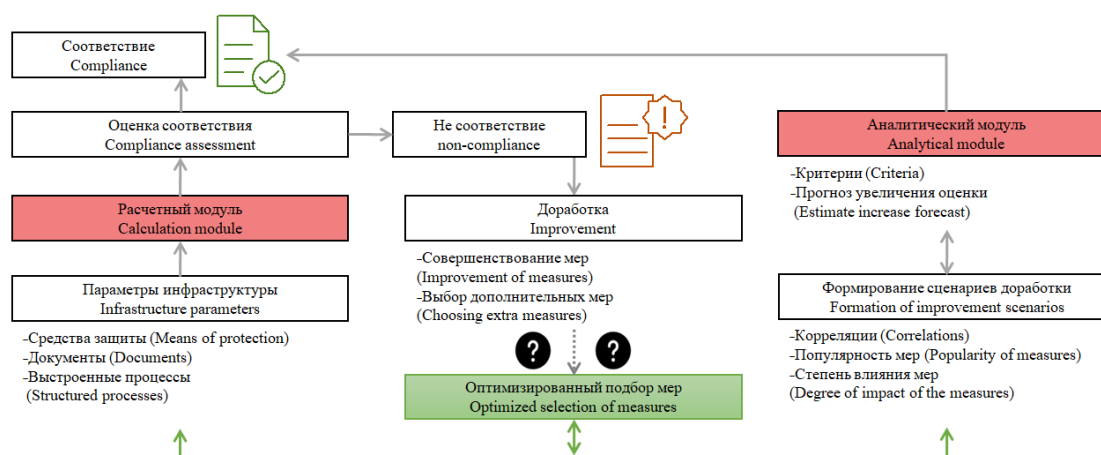 Соответствие
Compliance
Оценка соответствия
Compliance assessment
Расчетный модуль
Calculation module
Параметры инфраструктуры
Infrastructure parameters
-Средства защиты (Means of protection)
-Документы (Documents)
-Выстроенные процессы
(Structured processes)
Не соответствие
non-compliance
!
Доработка
Improvement
-Совершенствование мер
(Improvement of measures)
-Выбор дополнительных мер
(Choosing extra measures)
? ?
Оптимизированный подбор мер
Optimized selection of measures
Аналитический модуль
Analytical module
-Критерии (Criteria)
-Прогноз увеличения оценки
(Estimate increase forecast)
Формирование сценариев доработки
Formation of improvement scenarios
-Корреляции (Correlations)
-Популярность мер (Popularity of measures)
-Степень влияния мер
(Degree of impact of the measures)